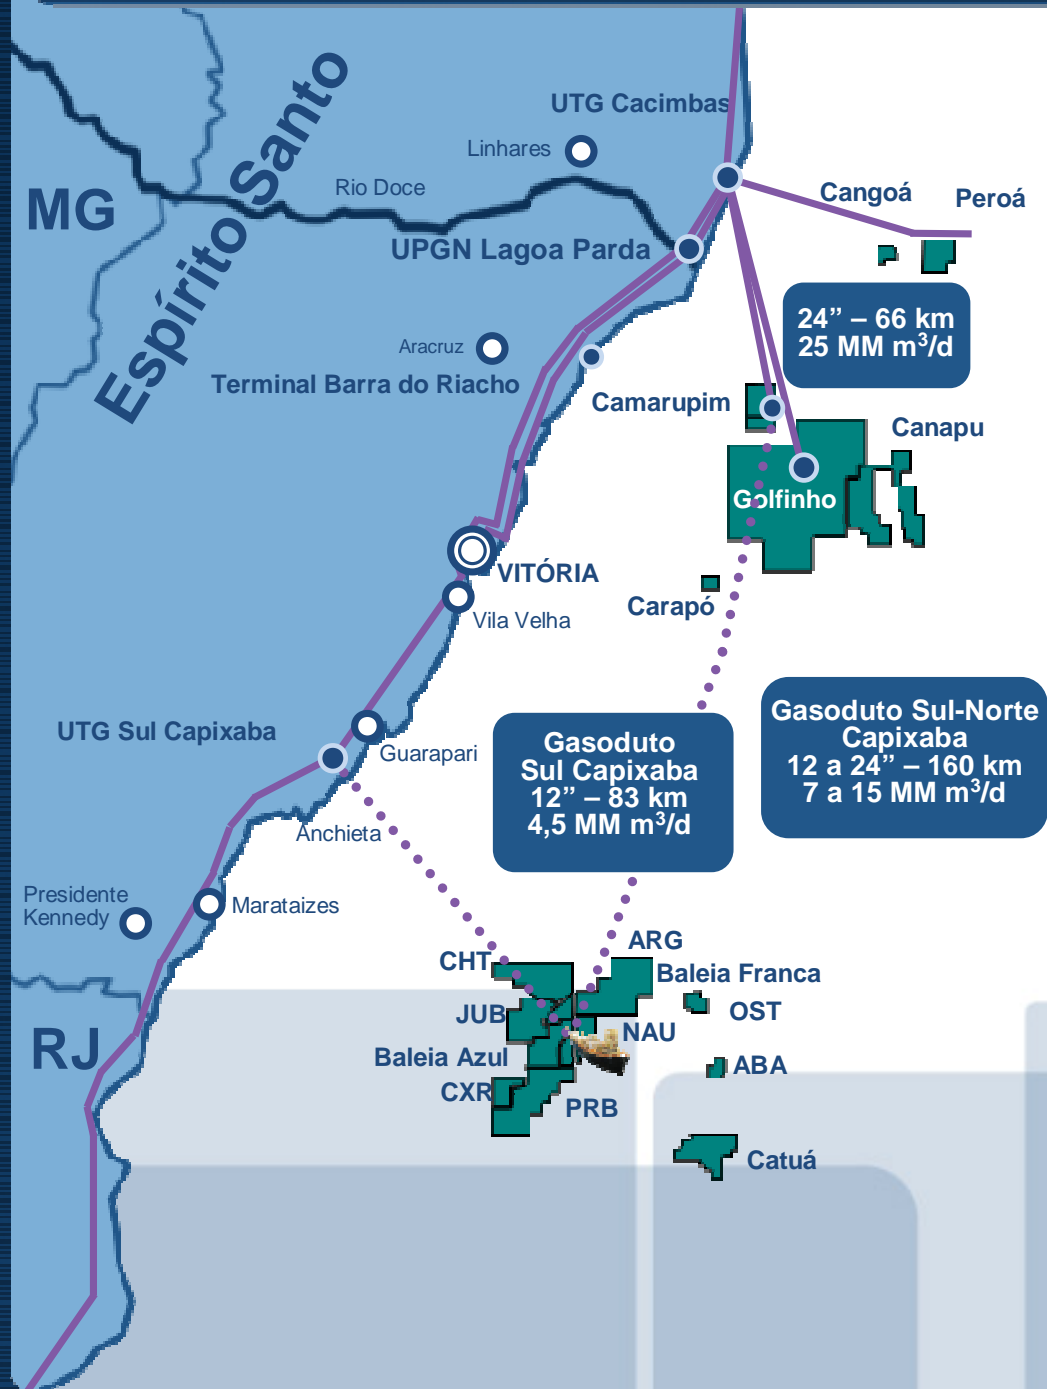 UTG Cacimbas
Linhares
Espírito Santo
MG
Rio Doce
Cangoá
Peroá
UPGN Lagoa Parda
24” – 66 km
25 MM m³/d
Aracruz
Terminal Barra do Riacho
Camarupim
Canapu
Golfinho
VITÓRIA
Carapó
Vila Velha
UTG Sul Capixaba
Guarapari
Gasoduto
Sul Capixaba
12” – 83 km
4,5 MM m³/d
Gasoduto Sul-Norte
Capixaba
12 a 24” – 160 km
7 a 15 MM m³/d
Anchieta
Presidente
Kennedy
Marataizes
ARG
CHT
Baleia Franca
JUB
OST
NAU
RJ
Baleia Azul
ABA
CXR
PRB
Catuá